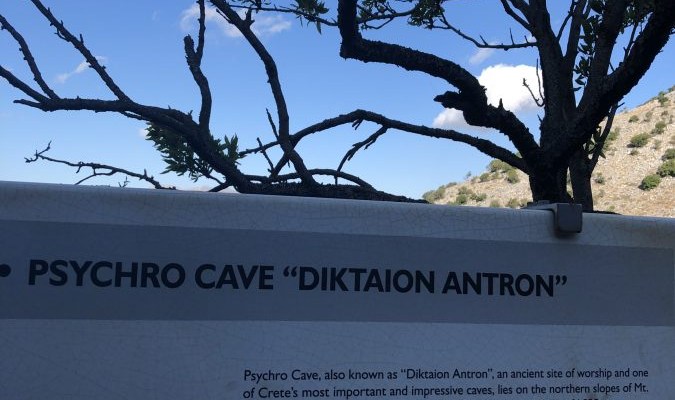 • PSYCHRO CAVE “DIKTAION ANTRON”
Psychro Cave, also known as “Diktaion Antron”, an ancient site of worship and one
of Crete’s most important and impressive caves, lies on the northern slopes of Mt.